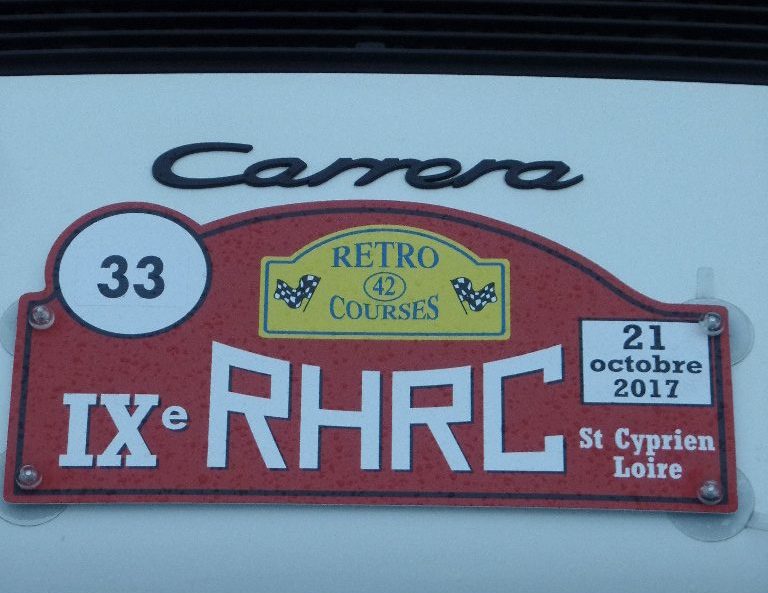 Carrera
33
RETRO
42
COURSES
21
octobre
2017
IXe RHRC
St Cyprien
Loire